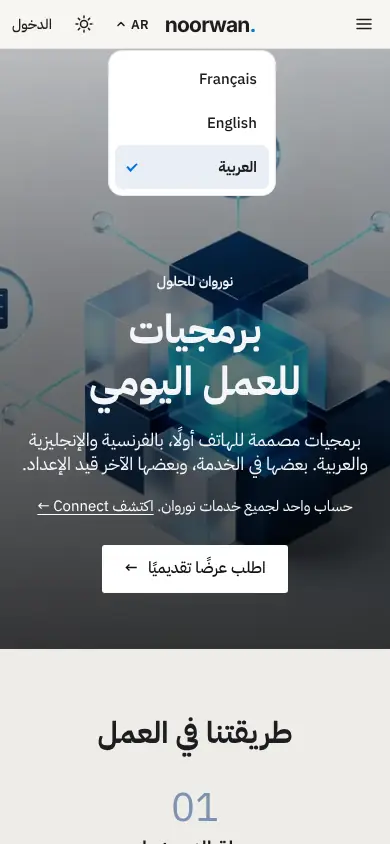 noorwan.
AR
الدخول
Français
English
العربية
نوروان للحلول
برمجيات
للعمل اليومي
برمجيات مصممة للهاتف أولًا، بالفرنسية والإنجليزية
والعربية. بعضها في الخدمة، وبعضها الآخر قيد الإعداد.
حساب واحد لجميع خدمات نوروان. اكتشف Connect ←
اطلب عرضًا تقديميًا ←
طريقتنا في العمل
01